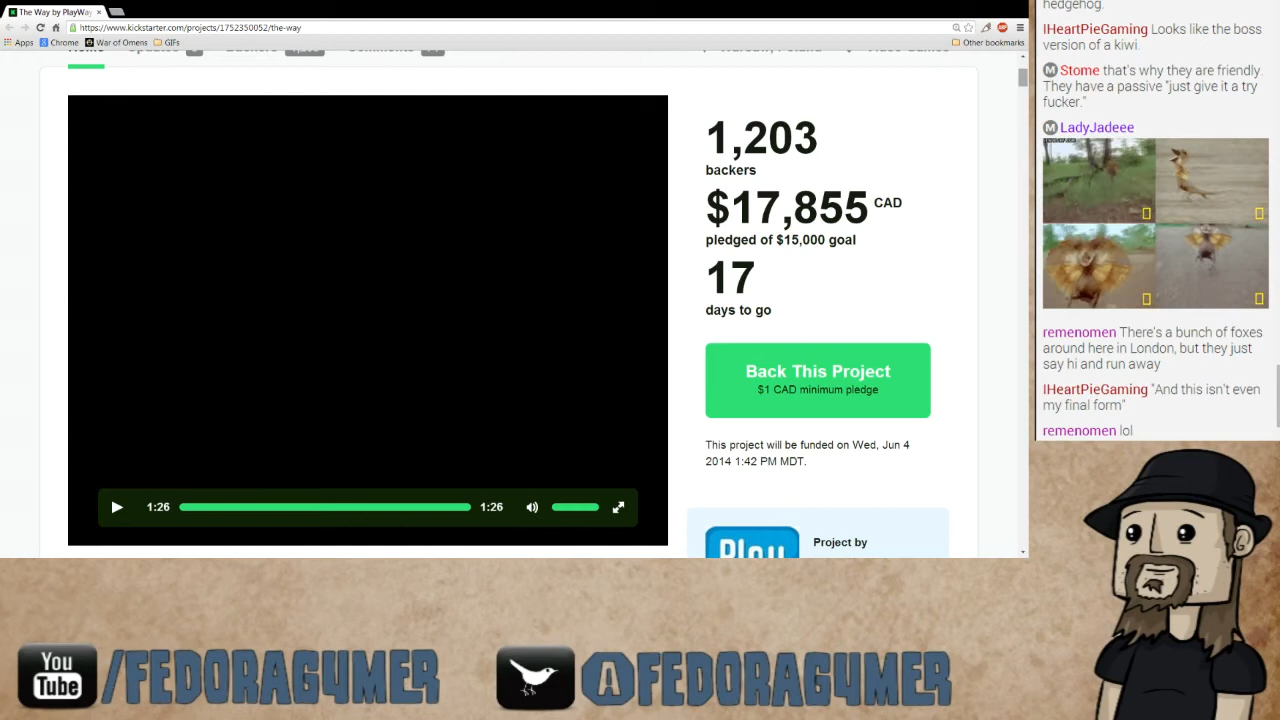 The Way by PlayWay
https://www.kickstarter.com/projects/1752350052/the-way
Apps
Chrome
War of Omens
GIFs
Other bookmarks
1,203
backers
$17,855 CAD
pledged of $15,000 goal
17
days to go
Back This Project
$1 CAD minimum pledge
This project will be funded on Wed, Jun 4
2014 1:42 PM MDT.
1:26
1:26
Play
Project by
hedgehog.
IHeartPieGaming Looks like the boss
version of a kiwi.
M Stome that's why they are friendly.
They have a passive "just give it a try
fucker."
M LadyJadeee
remenomen There's a bunch of foxes
around here in London, but they just
say hi and run away
IHeartPieGaming "And this isn't even
my final form"
remenomen lol
You
Tube
/FEDORAG4MER
@FEDORAG4MER